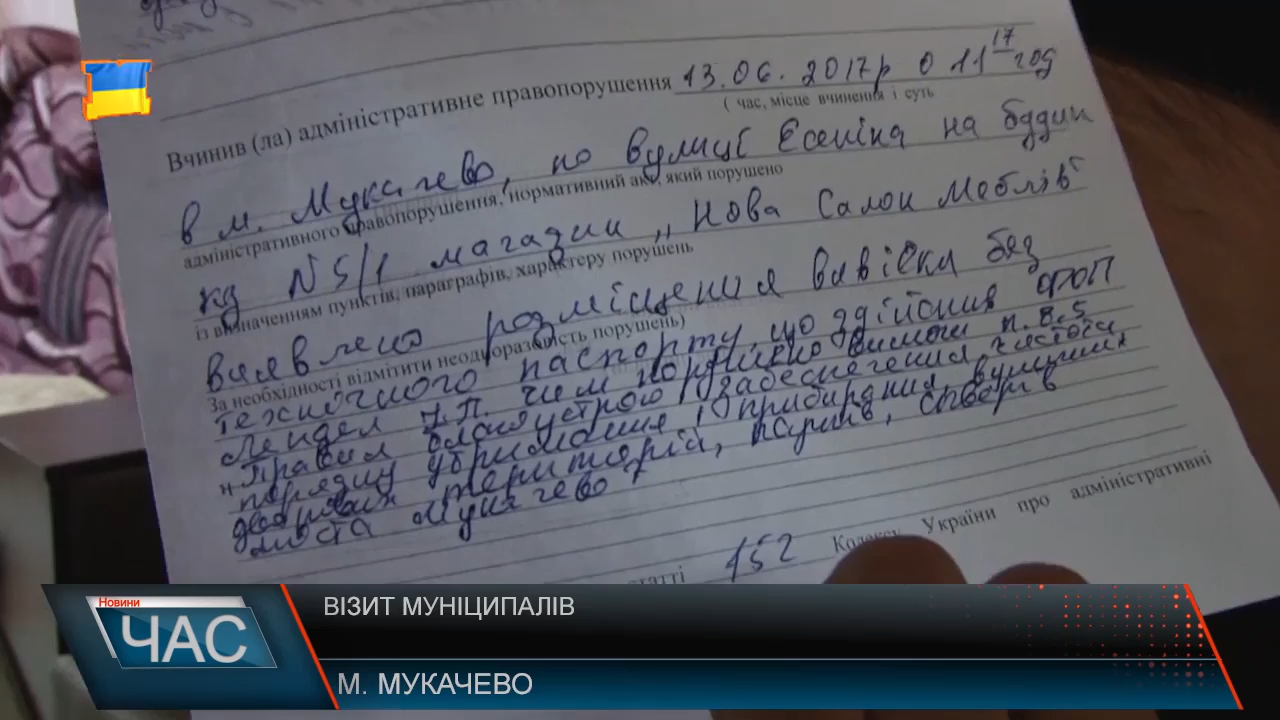 Вчинив (ла) адміністративне правопорушення 13.06.2017р о 11 17 год
( час, місце вчинення і суть
в м. Мукачево, по вулиці Єсеніна на будин
адміністративного правопорушення, нормативний акт, який порушено
ку N5/1 магазин „Нова Салон Меблів"
із визначенням пунктів, параграфів, характеру порушень
виявлено розміщення вивіски без
За необхідності відмітити неодноразовість порушень)
технічного паспорту, що здійснив ФОП
чим порушено вимоги п. 8.5
Правил благоустрою, забезпечення чистоти,
порядку утримання і прибирання вуличних
дворових територій, парків, скверів
міста Мукачево
статті 152 Кодексу України про адміністративні
Новини
ЧАС
ВІЗИТ МУНІЦИПАЛІВ
М. МУКАЧЕВО